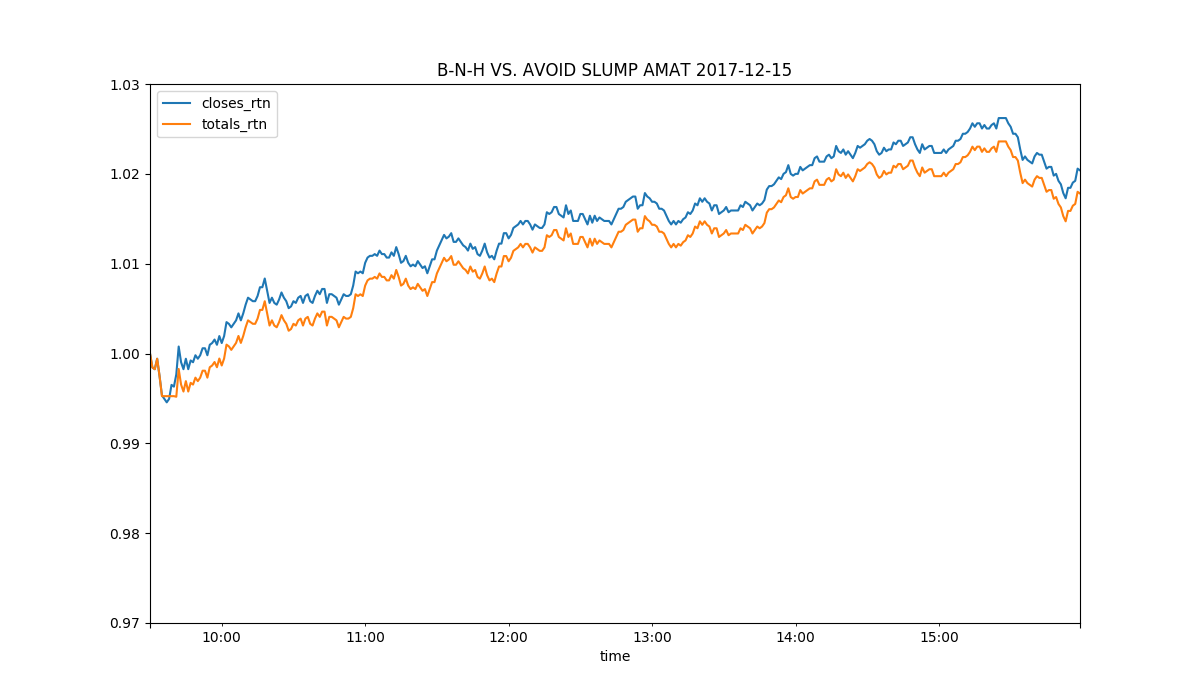 B-N-H VS. AVOID SLUMP AMAT 2017-12-15
closes_rtn
totals_rtn
1.03
1.02
1.01
1.00
0.99
0.98
0.97
10:00 11:00 12:00 13:00 14:00 15:00
time